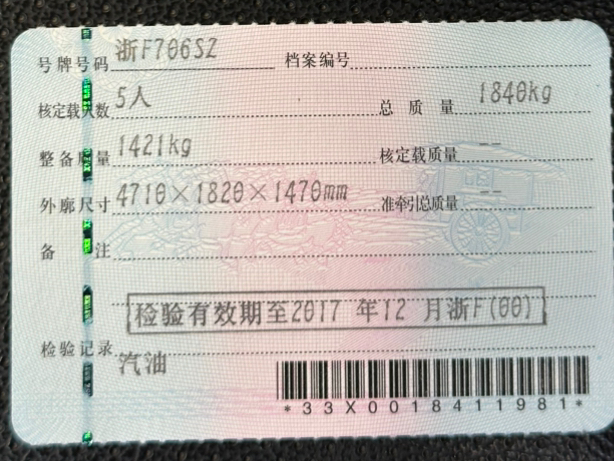 号牌号码 浙F706SZ 档案编号
核定载人数 5人 总质量 1840kg
整备质量 1421kg 核定载质量 --
外廓尺寸 4710×1820×1470mm 准牵引总质量 --
备注
检验有效期至2017 年12 月浙F(00)
检验记录 汽油
*33X0018411981*